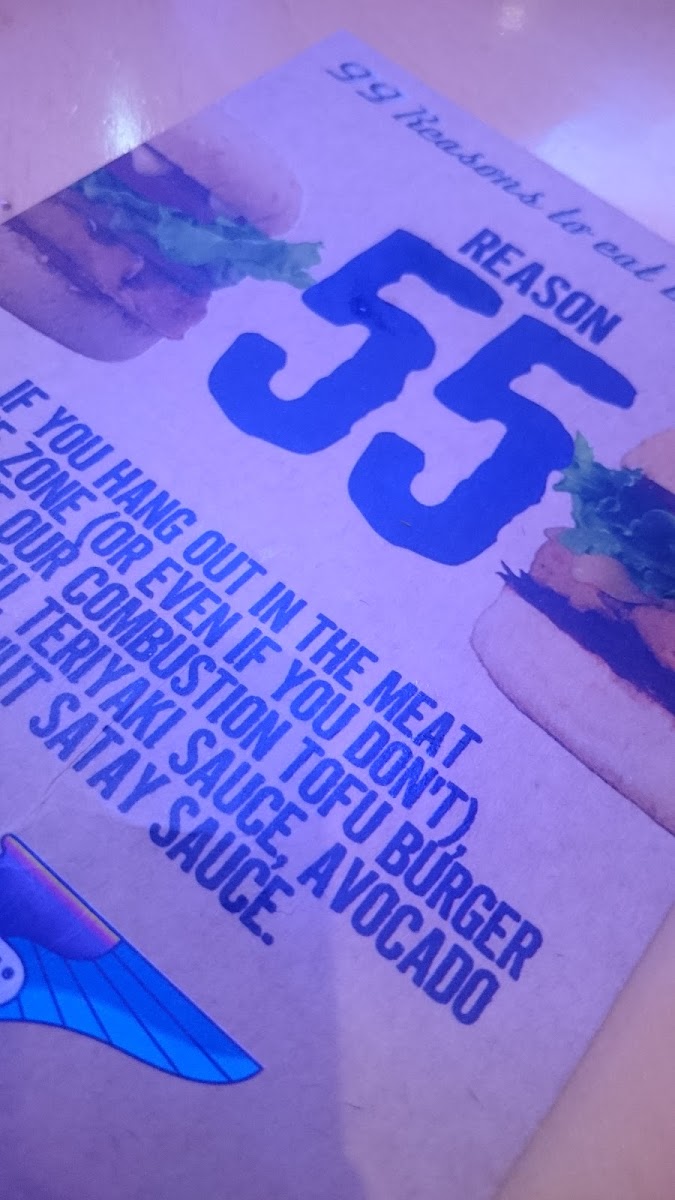 99 Reasons to eat
REASON
55
IF YOU HANG OUT IN THE MEAT
ZONE (OR EVEN IF YOU DON'T),
OUR COMBUSTION TOFU BURGER
TERIYAKI SAUCE, AVOCADO
SATAY SAUCE.